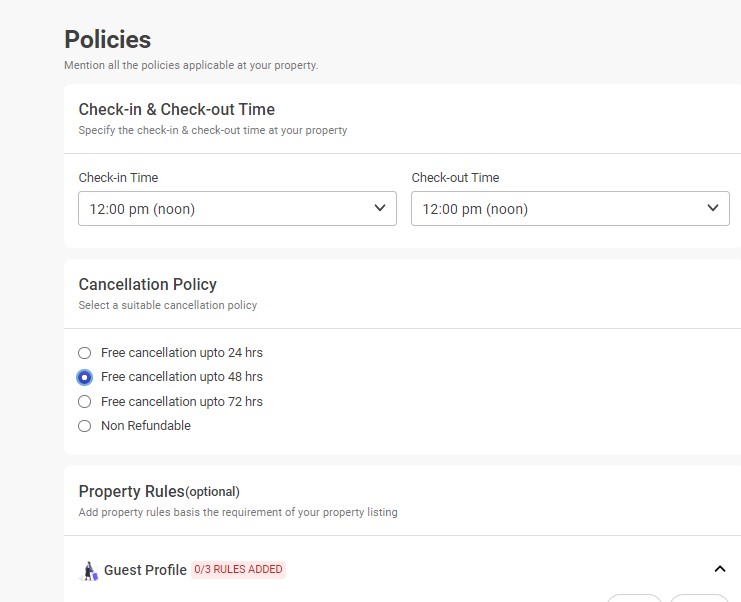 Policies
Mention all the policies applicable at your property.
Check-in & Check-out Time
Specify the check-in & check-out time at your property
Check-in Time
Check-out Time
12:00 pm (noon)
12:00 pm (noon)
Cancellation Policy
Select a suitable cancellation policy
Free cancellation upto 24 hrs
Free cancellation upto 48 hrs
Free cancellation upto 72 hrs
Non Refundable
Property Rules(optional)
Add property rules basis the requirement of your property listing
Guest Profile 0/3 RULES ADDED